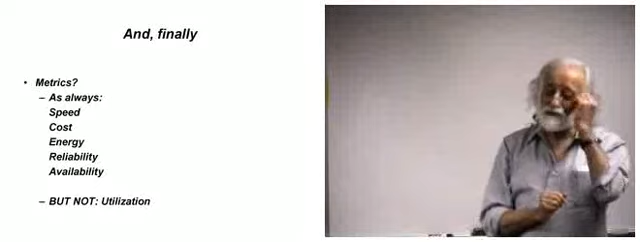 And, finally
• Metrics?
– As always:
Speed
Cost
Energy
Reliability
Availability
– BUT NOT: Utilization